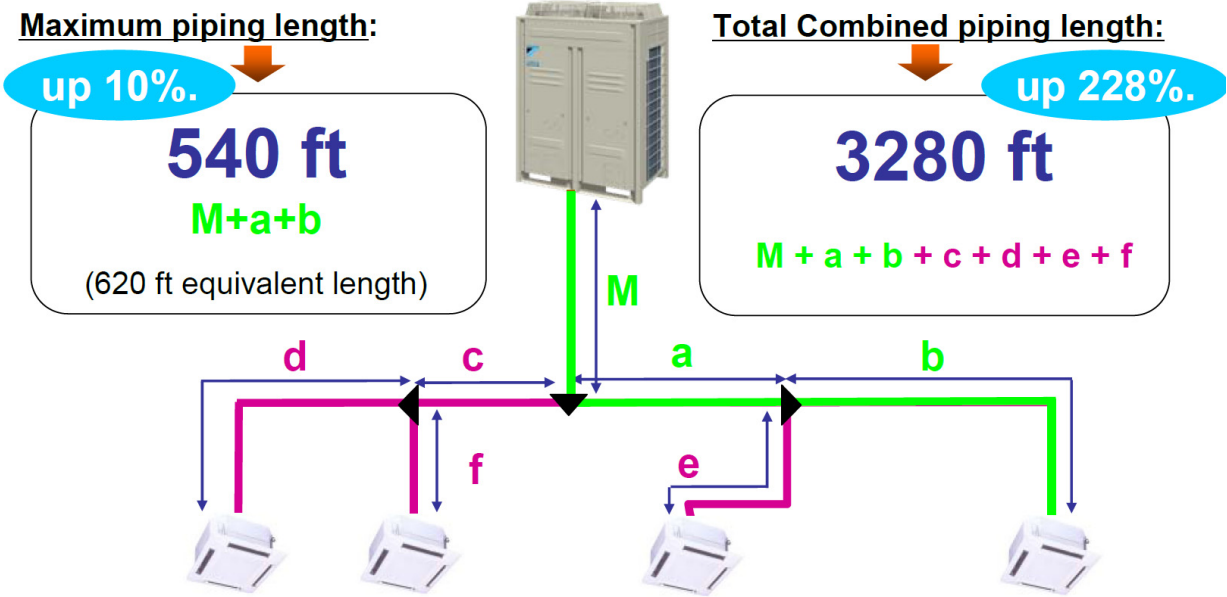 Maximum piping length:
up 10%.
540 ft
M+a+b
(620 ft equivalent length)
Total Combined piping length:
up 228%.
3280 ft
M + a + b + c + d + e + f
M
d
c
a
b
f
e